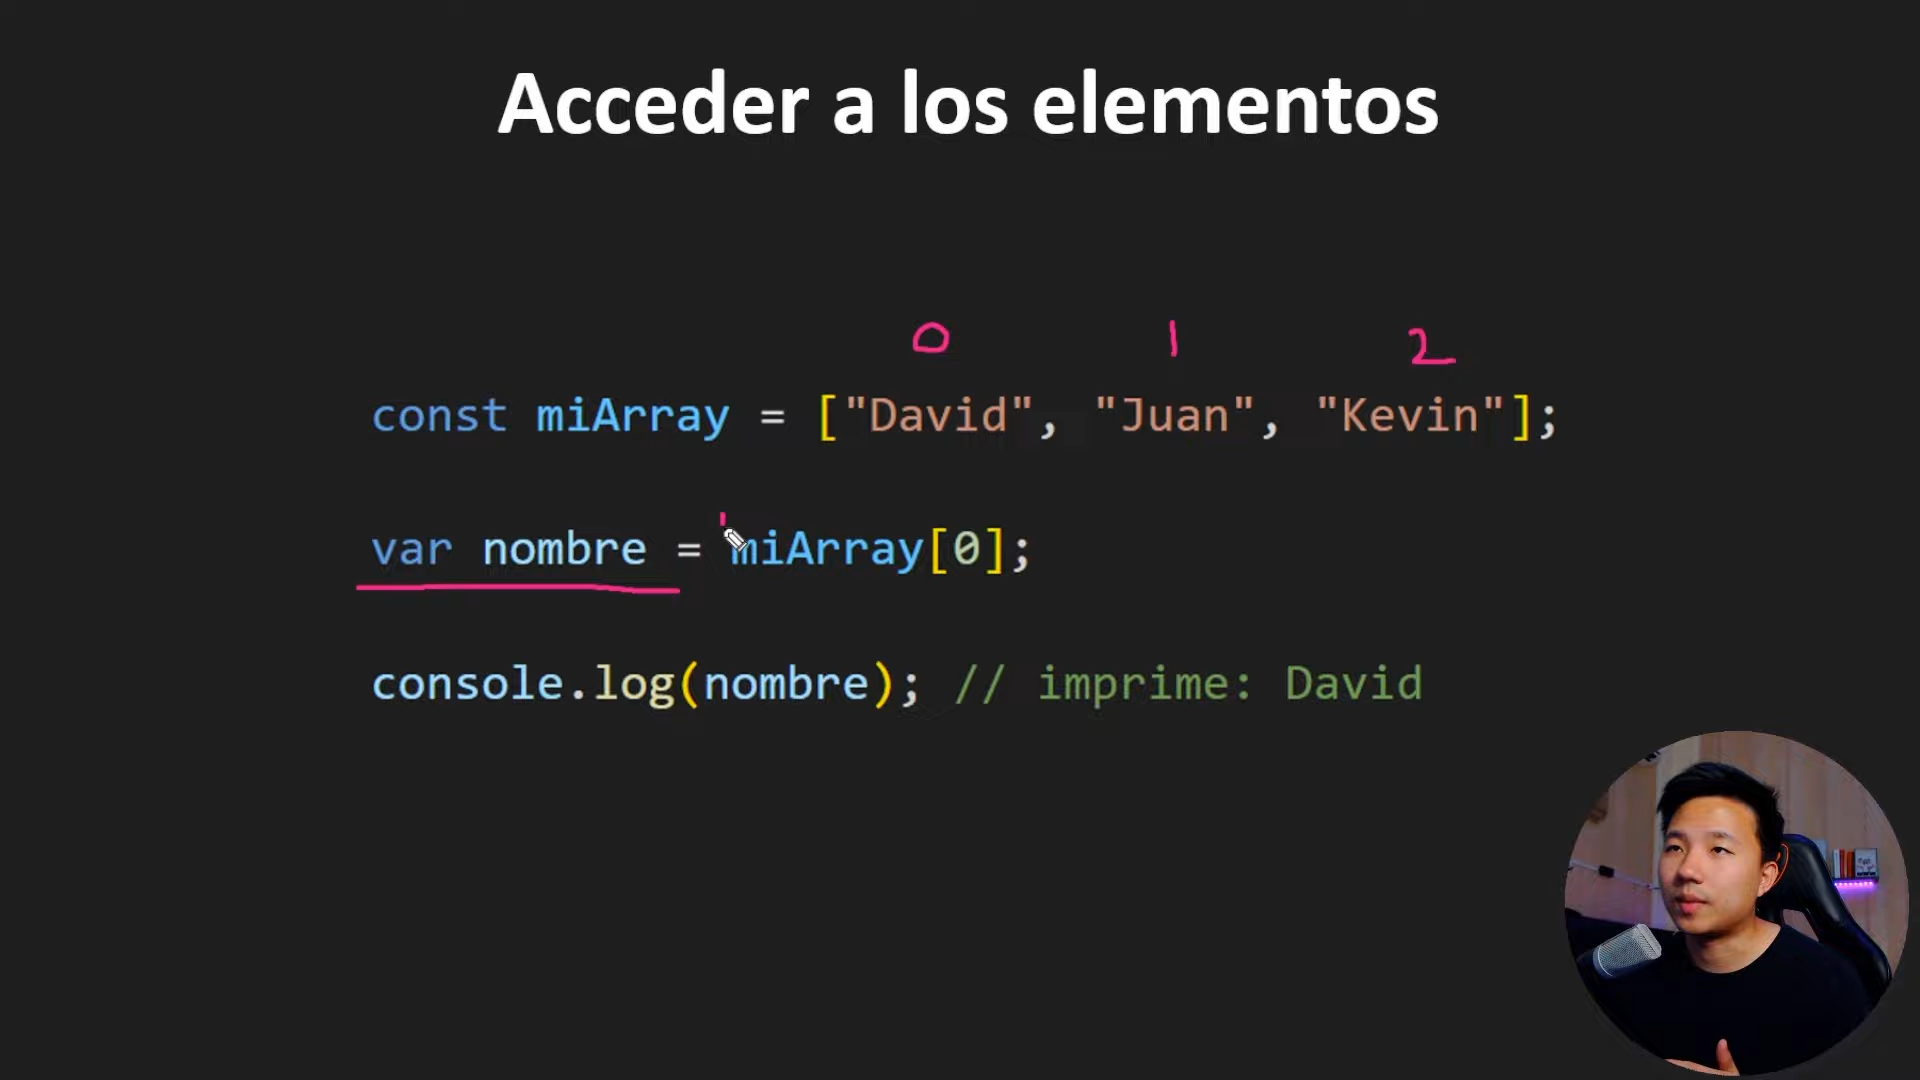 Acceder a los elementos
0 1 2
const miArray = ["David", "Juan", "Kevin"];
var nombre = miArray[0];
console.log(nombre); // imprime: David